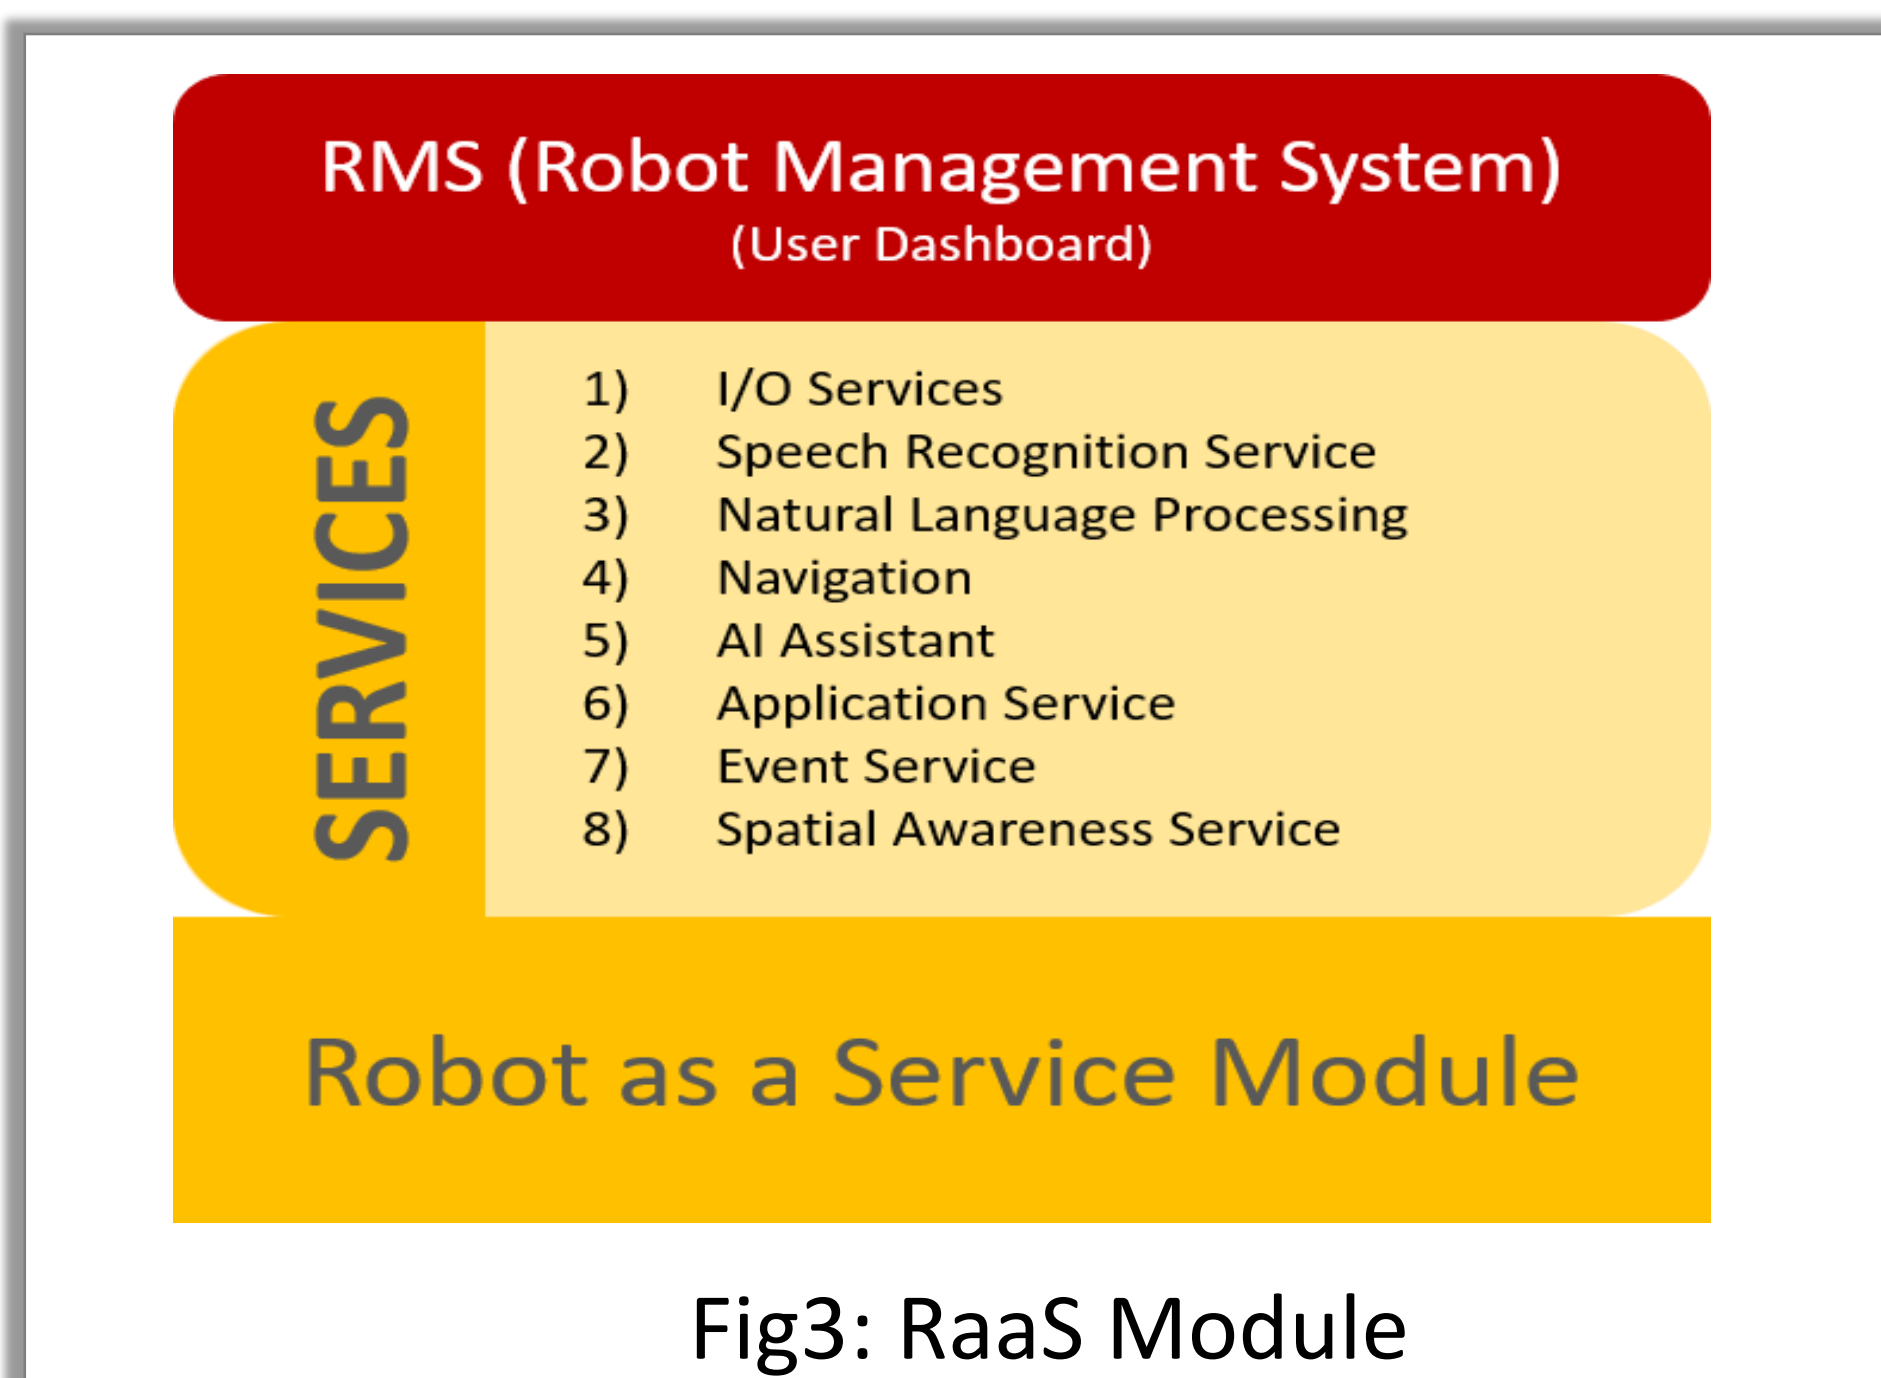 RMS (Robot Management System)
(User Dashboard)
SERVICES
1) I/O Services
2) Speech Recognition Service
3) Natural Language Processing
4) Navigation
5) AI Assistant
6) Application Service
7) Event Service
8) Spatial Awareness Service
Robot as a Service Module
Fig3: RaaS Module